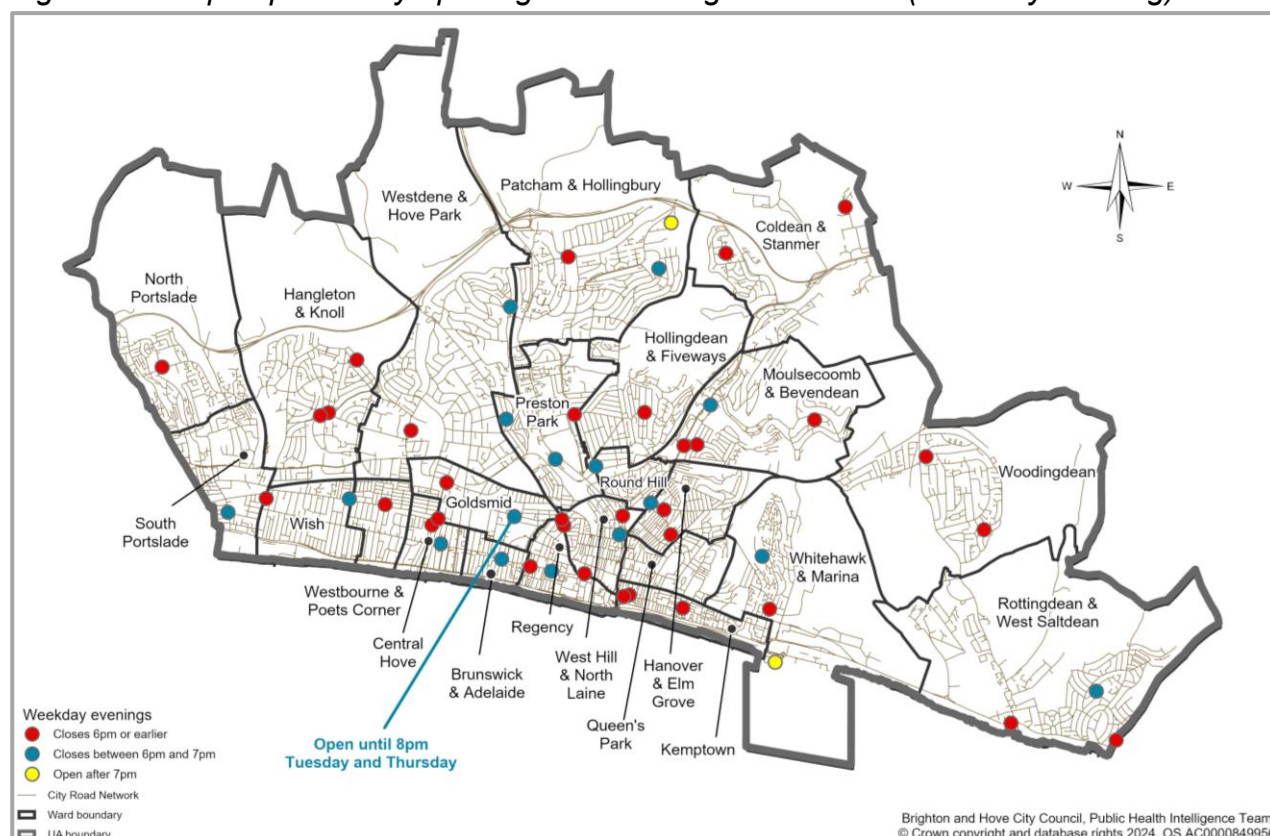 N
W E
S
Westdene &
Hove Park
Patcham & Hollingbury
Coldean &
Stanmer
North
Portslade
Hangleton
& Knoll
Hollingdean
& Fiveways
Moulsecoomb
& Bevendean
Preston
Park
Woodingdean
Round Hill
Goldsmid
Wish
South
Portslade
Whitehawk
& Marina
Westbourne &
Poets Corner
Rottingdean &
West Saltdean
Central
Hove
Regency
Brunswick
& Adelaide
West Hill
& North
Laine
Hanover
& Elm
Grove
Queen's
Park
Kemptown
Open until 8pm
Tuesday and Thursday
Weekday evenings
Closes 6pm or earlier
Closes between 6pm and 7pm
Open after 7pm
City Road Network
Ward boundary
UA boundary
Brighton and Hove City Council, Public Health Intelligence Team
© Crown copyright and database rights 2024, OS